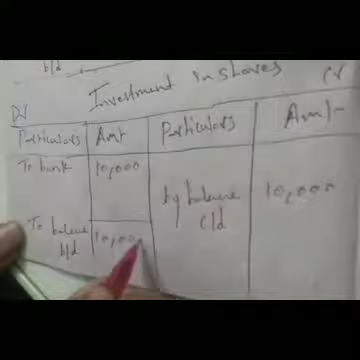 b/d
Investment in shares
Dr
Cr
Particulars Amt Particulars Amt
To bank 10,000
by balance 10,000
c/d
To balance
b/d 10,000